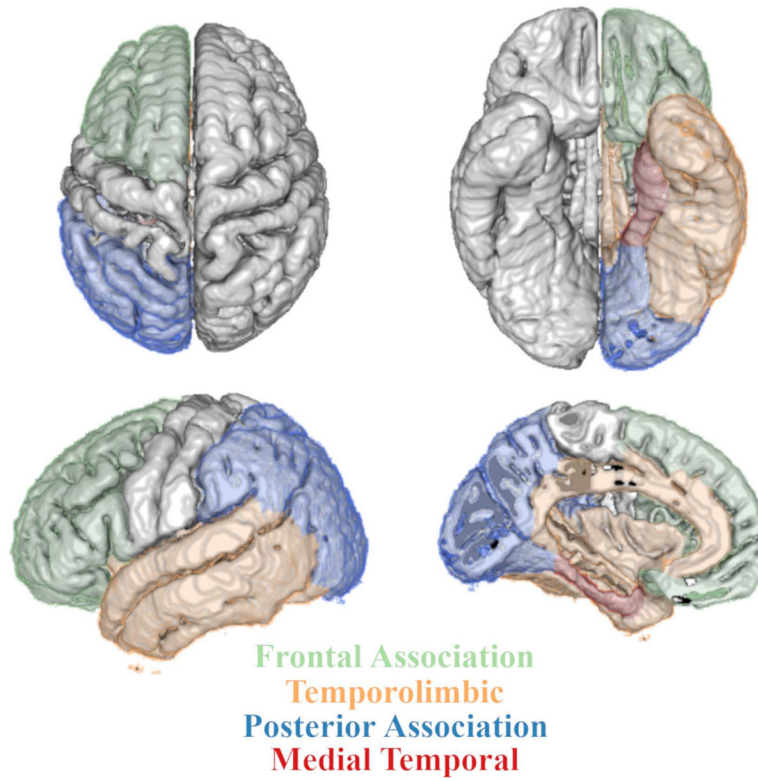 Frontal Association
Temporolimbic
Posterior Association
Medial Temporal